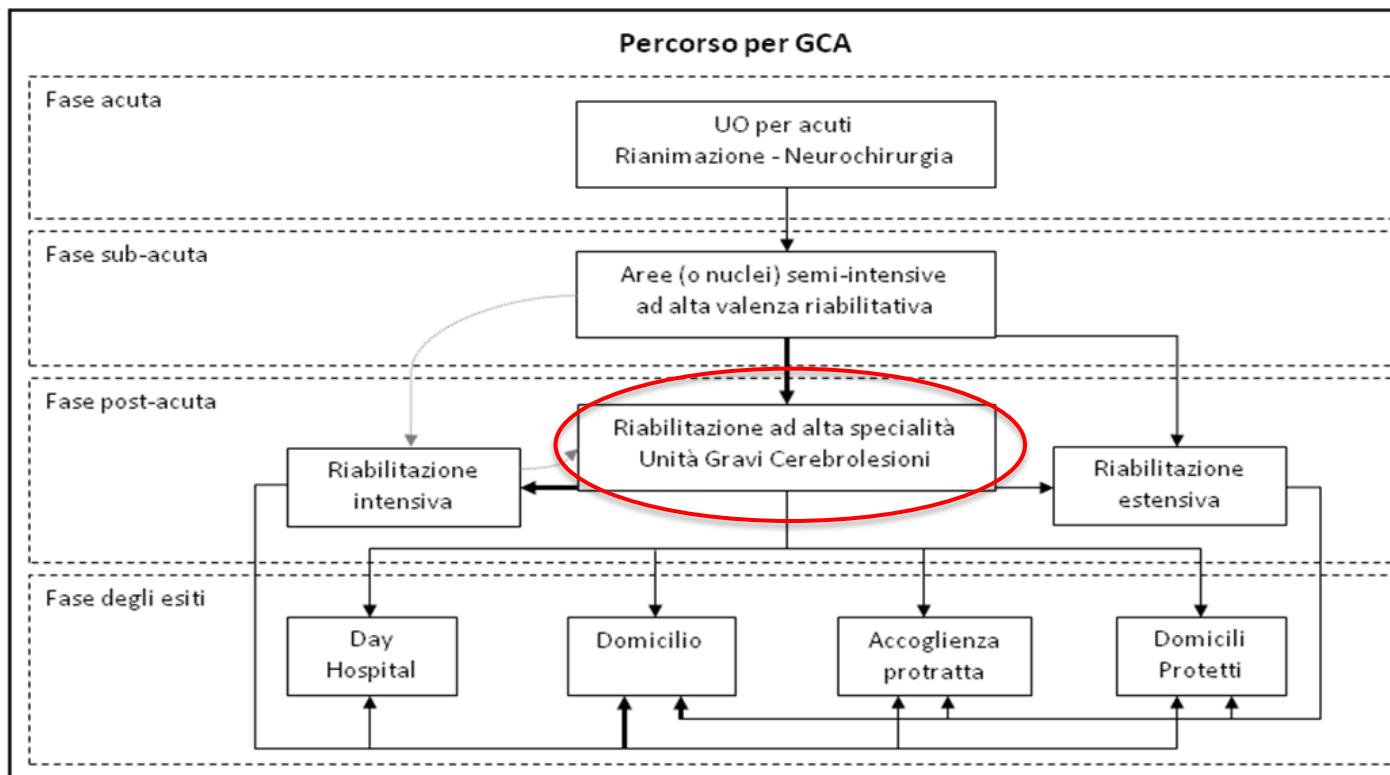 Percorso per GCA
Fase acuta
UO per acuti
Rianimazione - Neurochirurgia
Fase sub-acuta
Aree (o nuclei) semi-intensive
ad alta valenza riabilitativa
Fase post-acuta
Riabilitazione ad alta specialità
Unità Gravi Cerebrolesioni
Riabilitazione
intensiva
Riabilitazione
estensiva
Fase degli esiti
Day
Hospital
Domicilio
Accoglienza
protratta
Domicili
Protetti